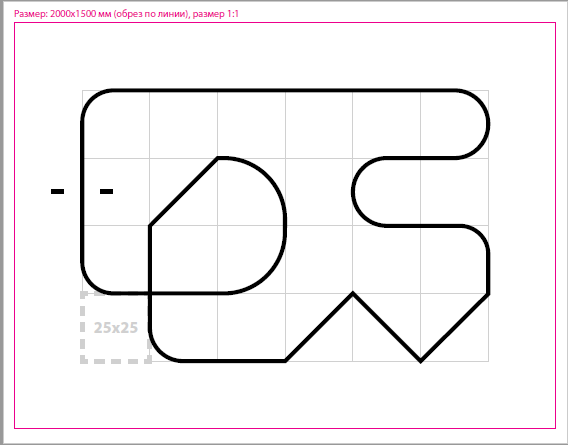 Размер: 2000x1500 мм (обрез по линии), размер 1:1
25x25